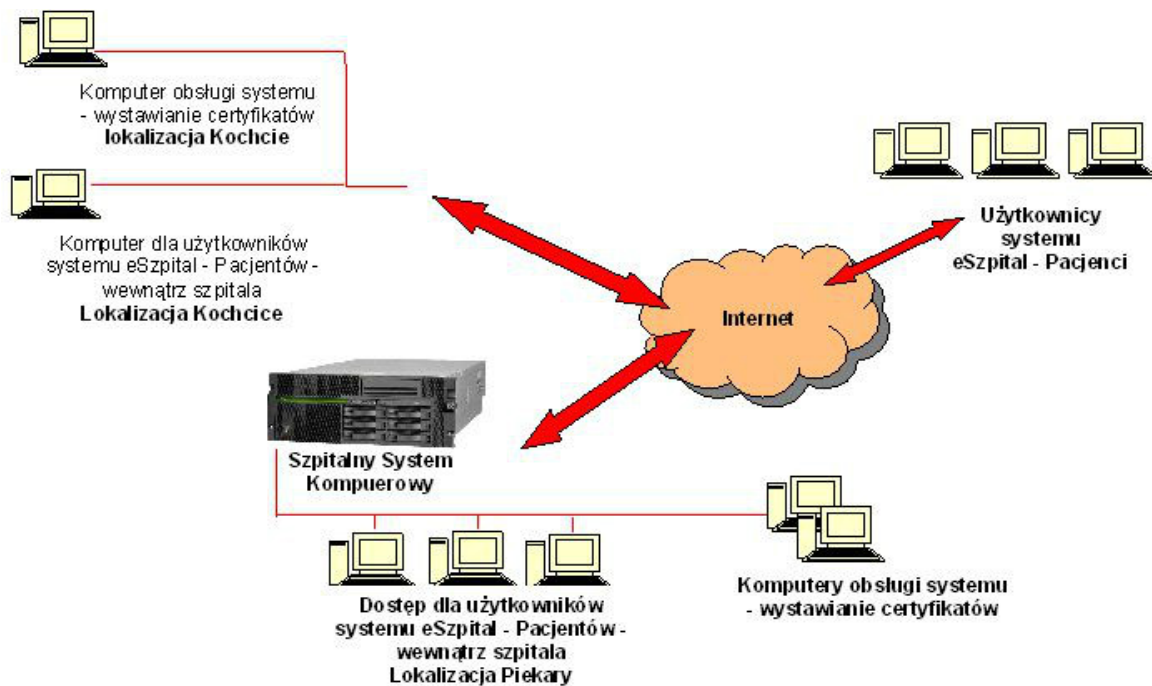 Komputer obsługi systemu
- wystawianie certyfikatów
lokalizacja Kochcie
Komputer dla użytkowników
systemu eSzpital - Pacjentów -
wewnątrz szpitala
Lokalizacja Kochcice
Użytkownicy
systemu
eSzpital - Pacjenci
Internet
Szpitalny System
Kompuerowy
Dostęp dla użytkowników
systemu eSzpital - Pacjentów -
wewnątrz szpitala
Lokalizacja Piekary
Komputery obsługi systemu
- wystawianie certyfikatów